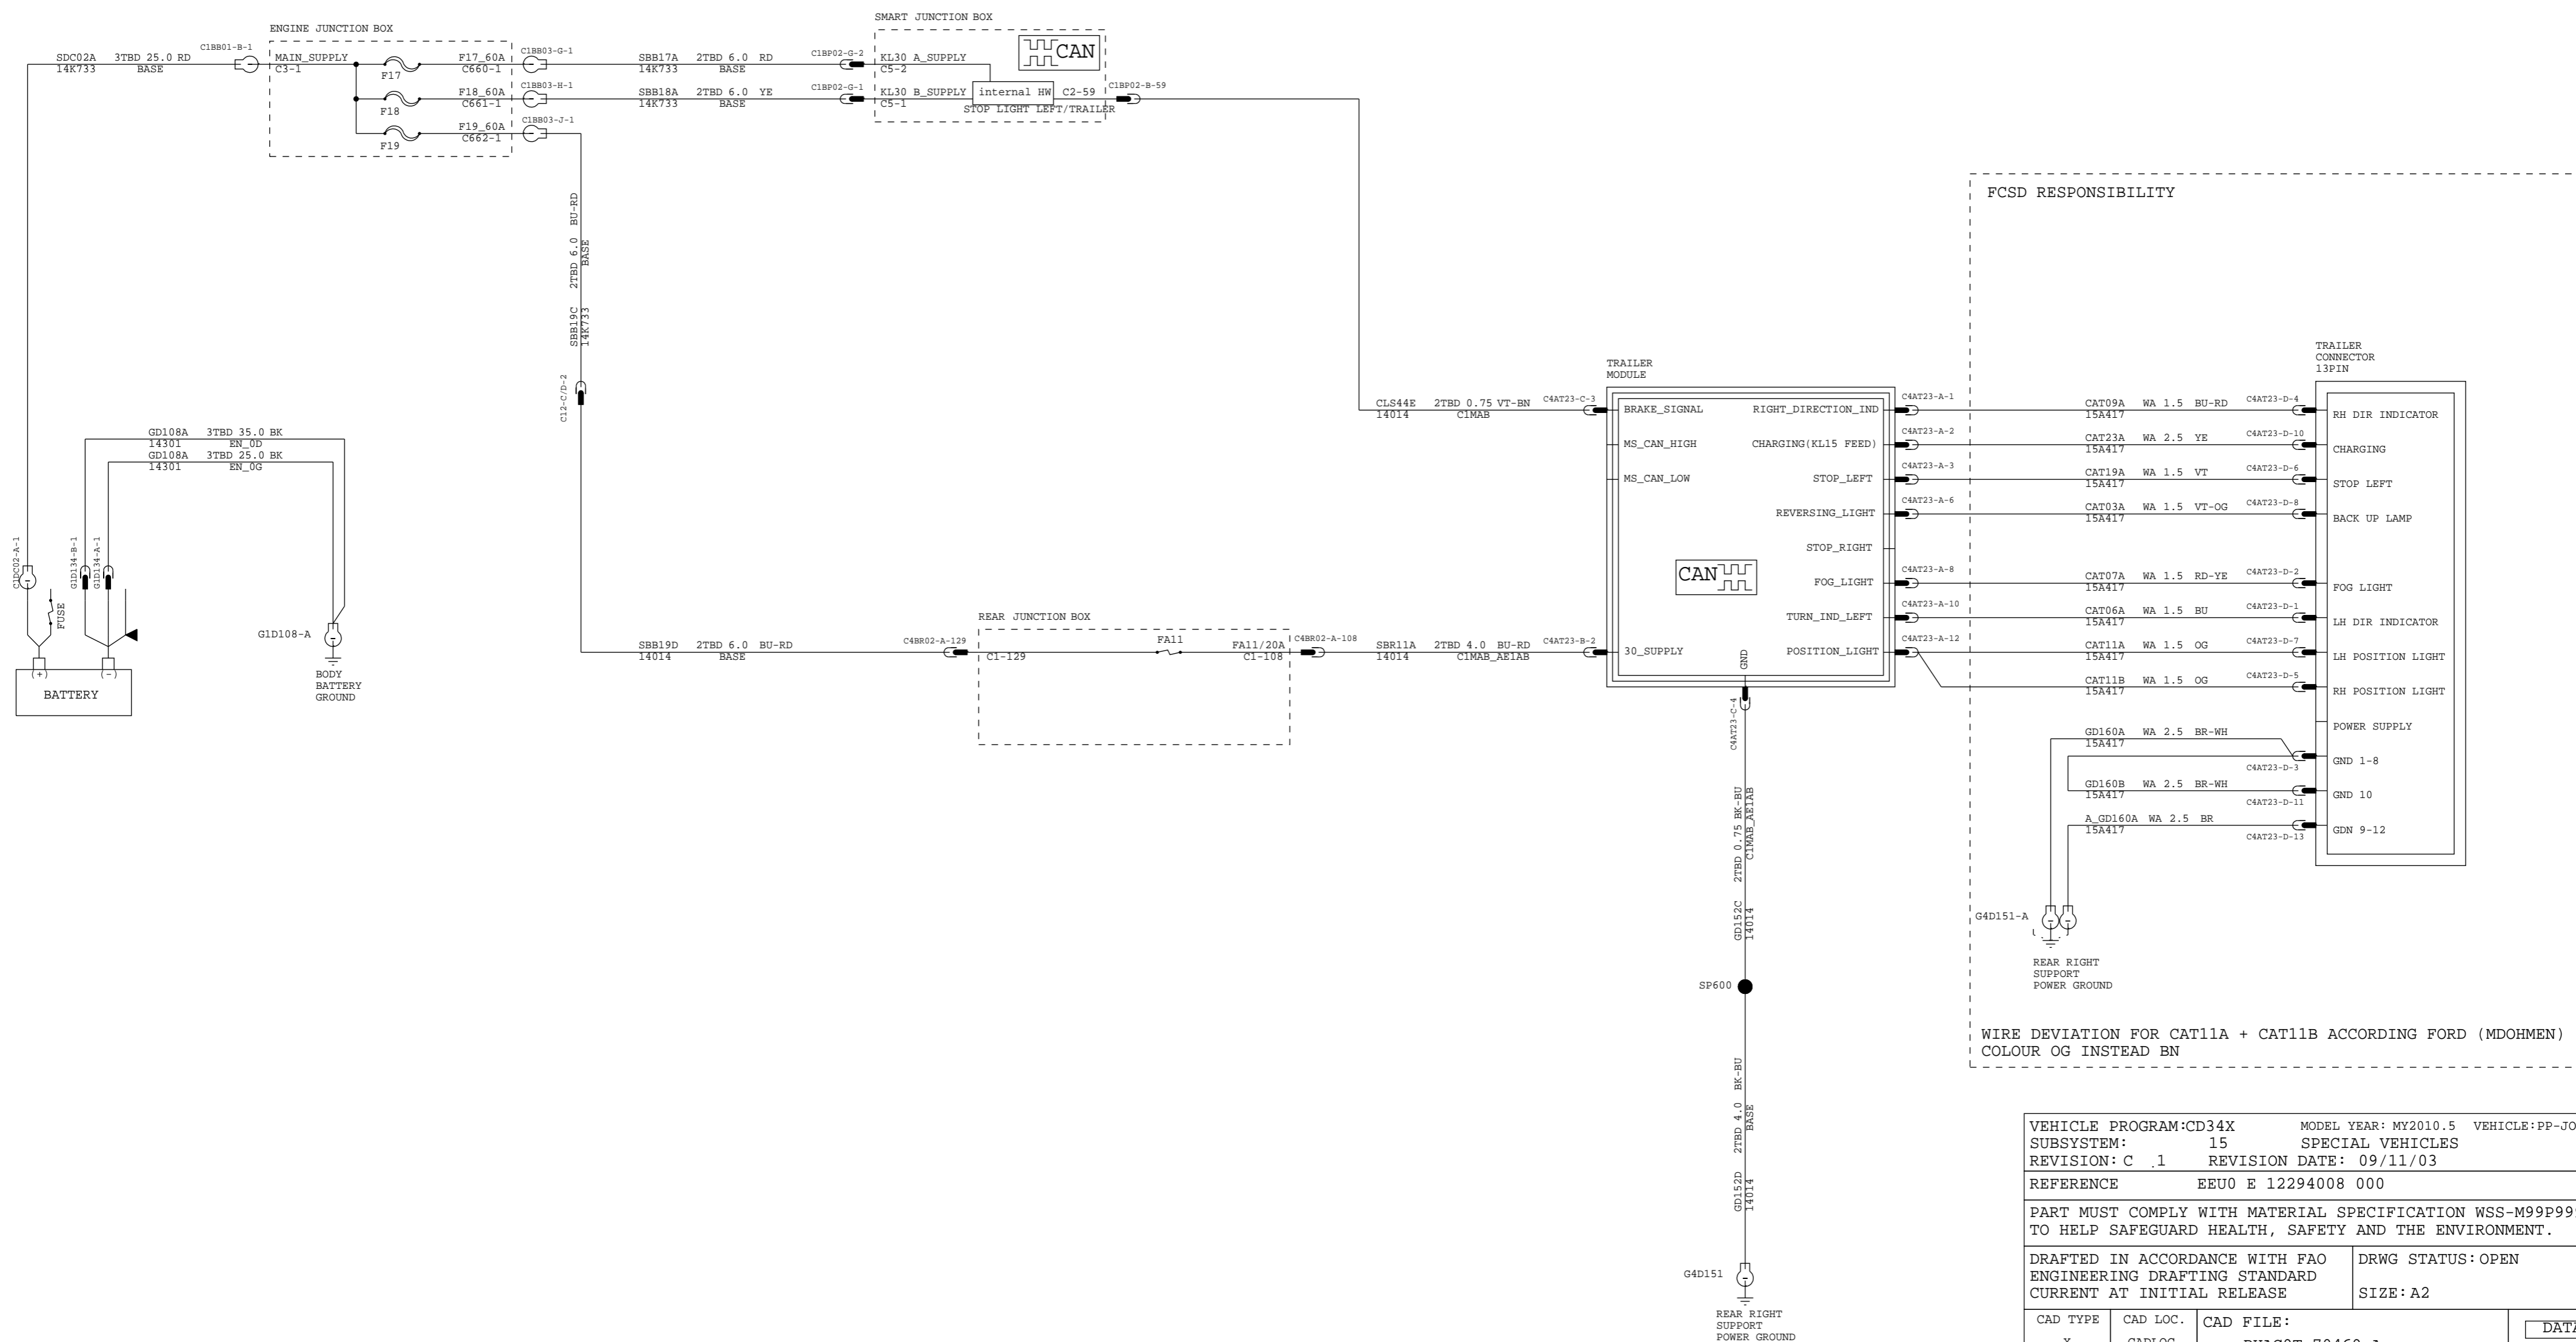 ENGINE JUNCTION BOX
SMART JUNCTION BOX
SDC02A 3TBD 25.0 RD
14K733 BASE
C1BB01-B-1
MAIN_SUPPLY
C3-1
F17
F17_60A
C660-1
C1BB03-G-1
SBB17A 2TBD 6.0 RD
14K733 BASE
C1BP02-G-2
KL30 A_SUPPLY
C5-2
CAN
F18
F18_60A
C661-1
C1BB03-H-1
SBB18A 2TBD 6.0 YE
14K733 BASE
C1BP02-G-1
KL30 B_SUPPLY
C5-1
internal HW
C2-59
C1BP02-B-59
STOP LIGHT LEFT/TRAILER
F19
F19_60A
C662-1
C1BB03-J-1
SBB19C 2TBD 6.0 BU-RD
14K733 BASE
C12-C/D-2
GD108A 3TBD 35.0 BK
14301 EN_0D
GD108A 3TBD 25.0 BK
14301 EN_0G
C1DC02-A-1
G1D134-B-1
G1D134-A-1
FUSE
(+)
(-)
BATTERY
G1D108-A
BODY
BATTERY
GROUND
SBB19D 2TBD 6.0 BU-RD
14014 BASE
C4BR02-A-129
REAR JUNCTION BOX
C1-129
FA11
FA11/20A
C1-108
C4BR02-A-108
SBR11A 2TBD 4.0 BU-RD
14014 C1MAB_AE1AB
C4AT23-B-2
CLS44E 2TBD 0.75 VT-BN
14014 C1MAB
C4AT23-C-3
TRAILER
MODULE
BRAKE_SIGNAL
MS_CAN_HIGH
MS_CAN_LOW
30_SUPPLY
CAN
GND
RIGHT_DIRECTION_IND
CHARGING(KL15 FEED)
STOP_LEFT
REVERSING_LIGHT
STOP_RIGHT
FOG_LIGHT
TURN_IND_LEFT
POSITION_LIGHT
C4AT23-A-1
C4AT23-A-2
C4AT23-A-3
C4AT23-A-6
C4AT23-A-8
C4AT23-A-10
C4AT23-A-12
C4AT23-C-4
GD152C 2TBD 0.75 BK-BU
14014 C1MAB_AE1AB
SP600
GD152D 2TBD 4.0 BK-BU
14014 BASE
G4D151
REAR RIGHT
SUPPORT
POWER GROUND
FCSD RESPONSIBILITY
TRAILER
CONNECTOR
13PIN
CAT09A WA 1.5 BU-RD C4AT23-D-4
15A417
RH DIR INDICATOR
CAT23A WA 2.5 YE C4AT23-D-10
15A417
CHARGING
CAT19A WA 1.5 VT C4AT23-D-6
15A417
STOP LEFT
CAT03A WA 1.5 VT-OG C4AT23-D-8
15A417
BACK UP LAMP
CAT07A WA 1.5 RD-YE C4AT23-D-2
15A417
FOG LIGHT
CAT06A WA 1.5 BU C4AT23-D-1
15A417
LH DIR INDICATOR
CAT11A WA 1.5 OG C4AT23-D-7
15A417
LH POSITION LIGHT
CAT11B WA 1.5 OG C4AT23-D-5
15A417
RH POSITION LIGHT
POWER SUPPLY
GD160A WA 2.5 BR-WH
15A417
C4AT23-D-3
GND 1-8
GD160B WA 2.5 BR-WH
15A417
C4AT23-D-11
GND 10
A_GD160A WA 2.5 BR
15A417
C4AT23-D-13
GDN 9-12
G4D151-A
REAR RIGHT
SUPPORT
POWER GROUND
WIRE DEVIATION FOR CAT11A + CAT11B ACCORDING FORD (MDOHMEN)
COLOUR OG INSTEAD BN
VEHICLE PROGRAM:CD34X MODEL YEAR: MY2010.5 VEHICLE:PP-JO
SUBSYSTEM: 15 SPECIAL VEHICLES
REVISION: C .1 REVISION DATE: 09/11/03
REFERENCE EEU0 E 12294008 000
PART MUST COMPLY WITH MATERIAL SPECIFICATION WSS-M99P99
TO HELP SAFEGUARD HEALTH, SAFETY AND THE ENVIRONMENT.
DRAFTED IN ACCORDANCE WITH FAO
ENGINEERING DRAFTING STANDARD
CURRENT AT INITIAL RELEASE
DRWG STATUS: OPEN
SIZE: A2
CAD TYPE
CAD LOC.
CAD FILE:
DATA